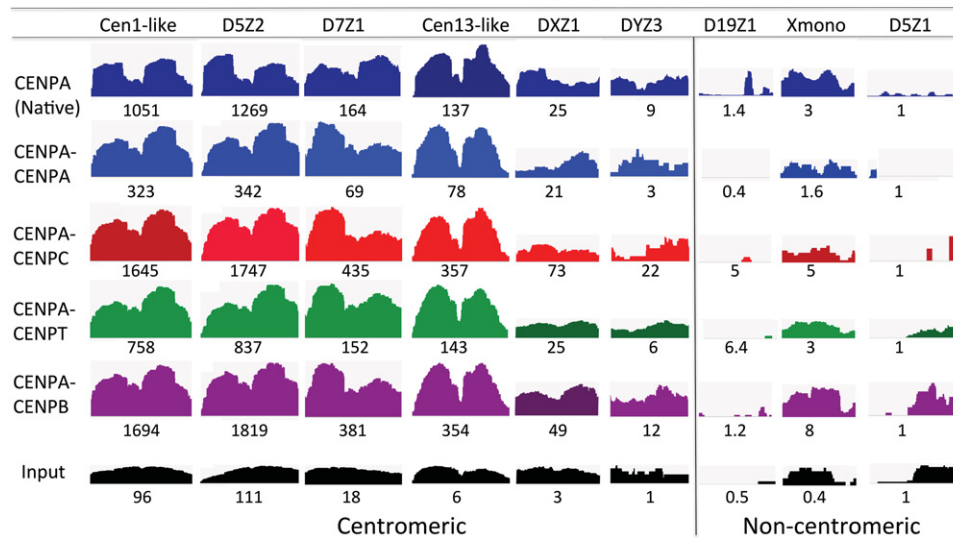 Cen1-like D5Z2 D7Z1 Cen13-like DXZ1 DYZ3 D19Z1 Xmono D5Z1
CENPA
(Native)
1051 1269 164 137 25 9 1.4 3 1
CENPA-
CENPA
323 342 69 78 21 3 0.4 1.6 1
CENPA-
CENPC
1645 1747 435 357 73 22 5 5 1
CENPA-
CENPT
758 837 152 143 25 6 6.4 3 1
CENPA-
CENPB
1694 1819 381 354 49 12 1.2 8 1
Input
96 111 18 6 3 1 0.5 0.4 1
Centromeric Non-centromeric